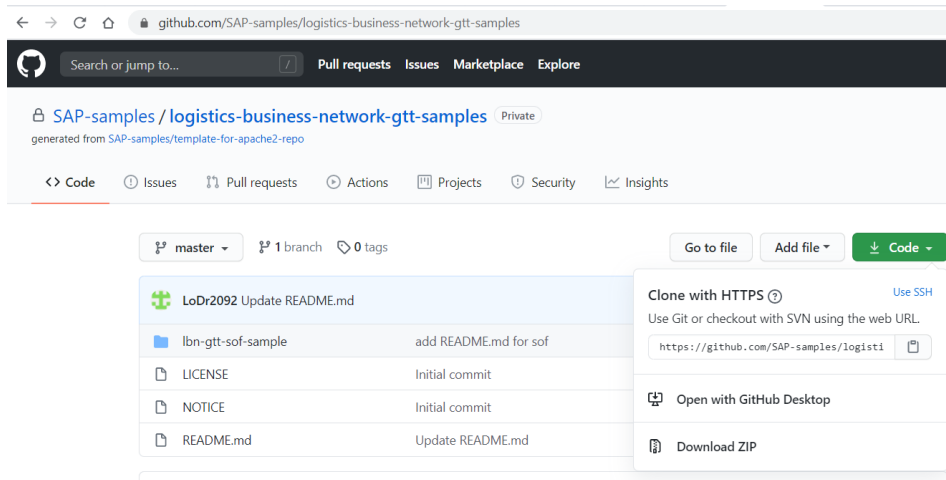 github.com/SAP-samples/logistics-business-network-gtt-samples
Search or jump to... / Pull requests Issues Marketplace Explore
SAP-samples / logistics-business-network-gtt-samples Private
generated from SAP-samples/template-for-apache2-repo
<> Code Issues Pull requests Actions Projects Security Insights
master 1 branch 0 tags Go to file Add file Code
LoDr2092 Update README.md
lbn-gtt-sof-sample add README.md for sof
LICENSE Initial commit
NOTICE Initial commit
README.md Update README.md
Clone with HTTPS ? Use SSH
Use Git or checkout with SVN using the web URL.
https://github.com/SAP-samples/logisti
Open with GitHub Desktop
Download ZIP